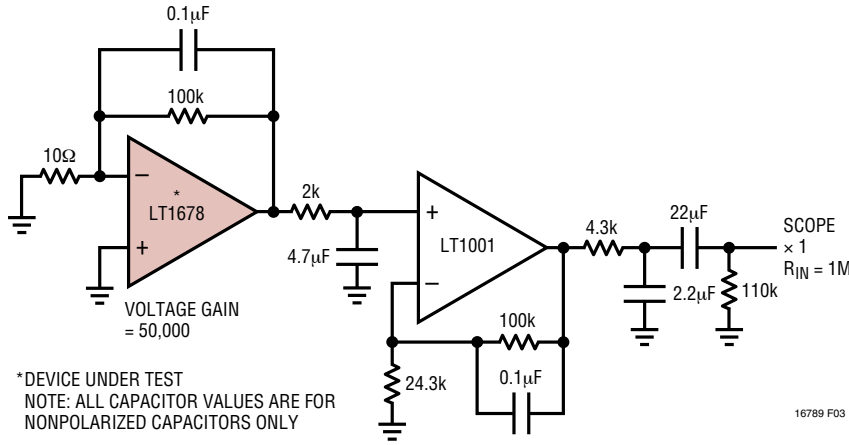 0.1µF
100k
10Ω
−
*
LT1678
+
2k
4.7µF
VOLTAGE GAIN
= 50,000
+
LT1001
−
4.3k
22µF
SCOPE
× 1
R_IN = 1M
2.2µF
110k
100k
24.3k
0.1µF
*DEVICE UNDER TEST
NOTE: ALL CAPACITOR VALUES ARE FOR
NONPOLARIZED CAPACITORS ONLY
16789 F03